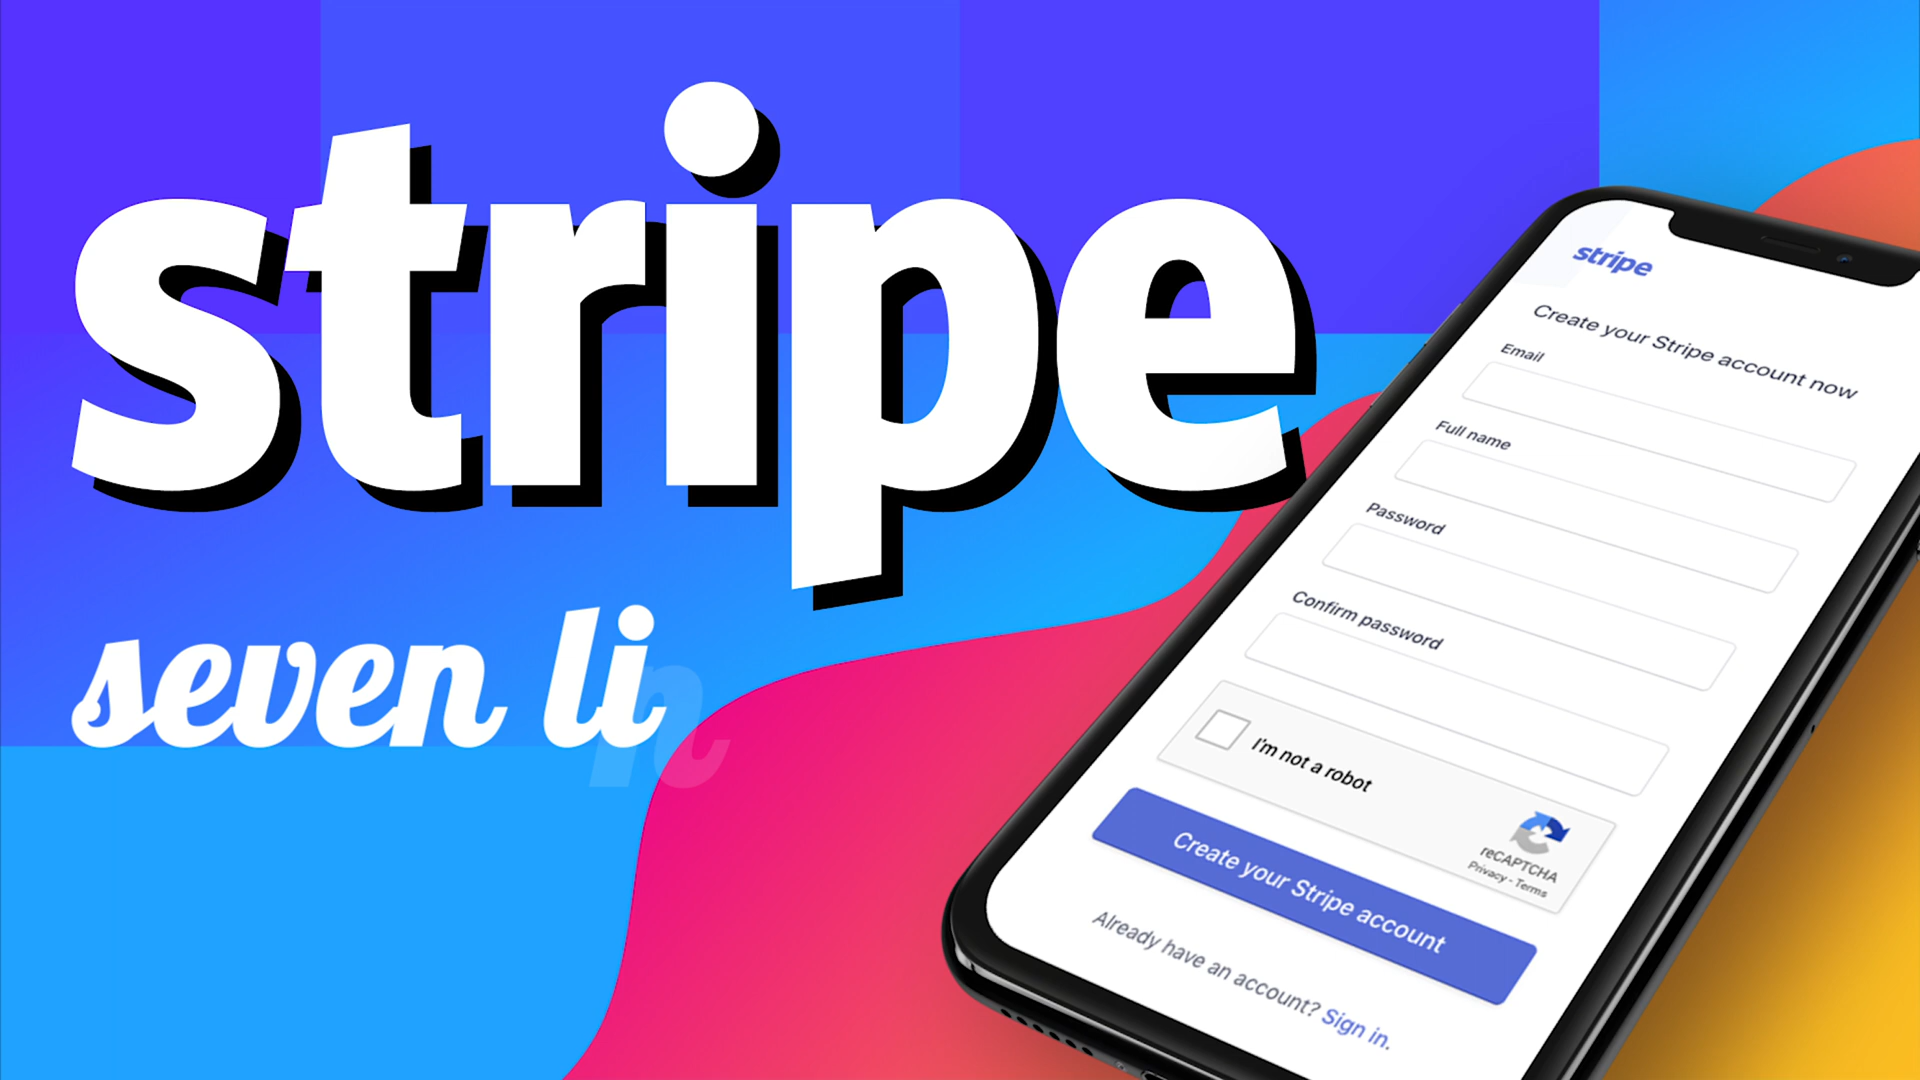 stripe
seven lin
stripe
Create your Stripe account now
Email
Full name
Password
Confirm password
I'm not a robot
reCAPTCHA
Privacy - Terms
Create your Stripe account
Already have an account? Sign in.